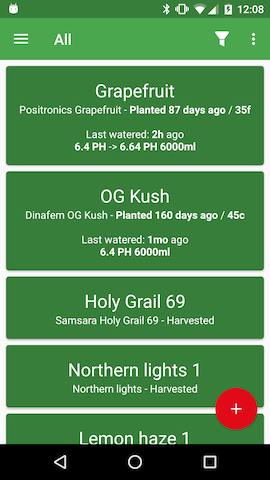 12:08
All
Grapefruit
Positronics Grapefruit - Planted 87 days ago / 35f
Last watered: 2h ago
6.4 PH -> 6.64 PH 6000ml
OG Kush
Dinafem OG Kush - Planted 160 days ago / 45c
Last watered: 1mo ago
6.4 PH 6000ml
Holy Grail 69
Samsara Holy Grail 69 - Harvested
Northern lights 1
Northern lights - Harvested
Lemon haze 1